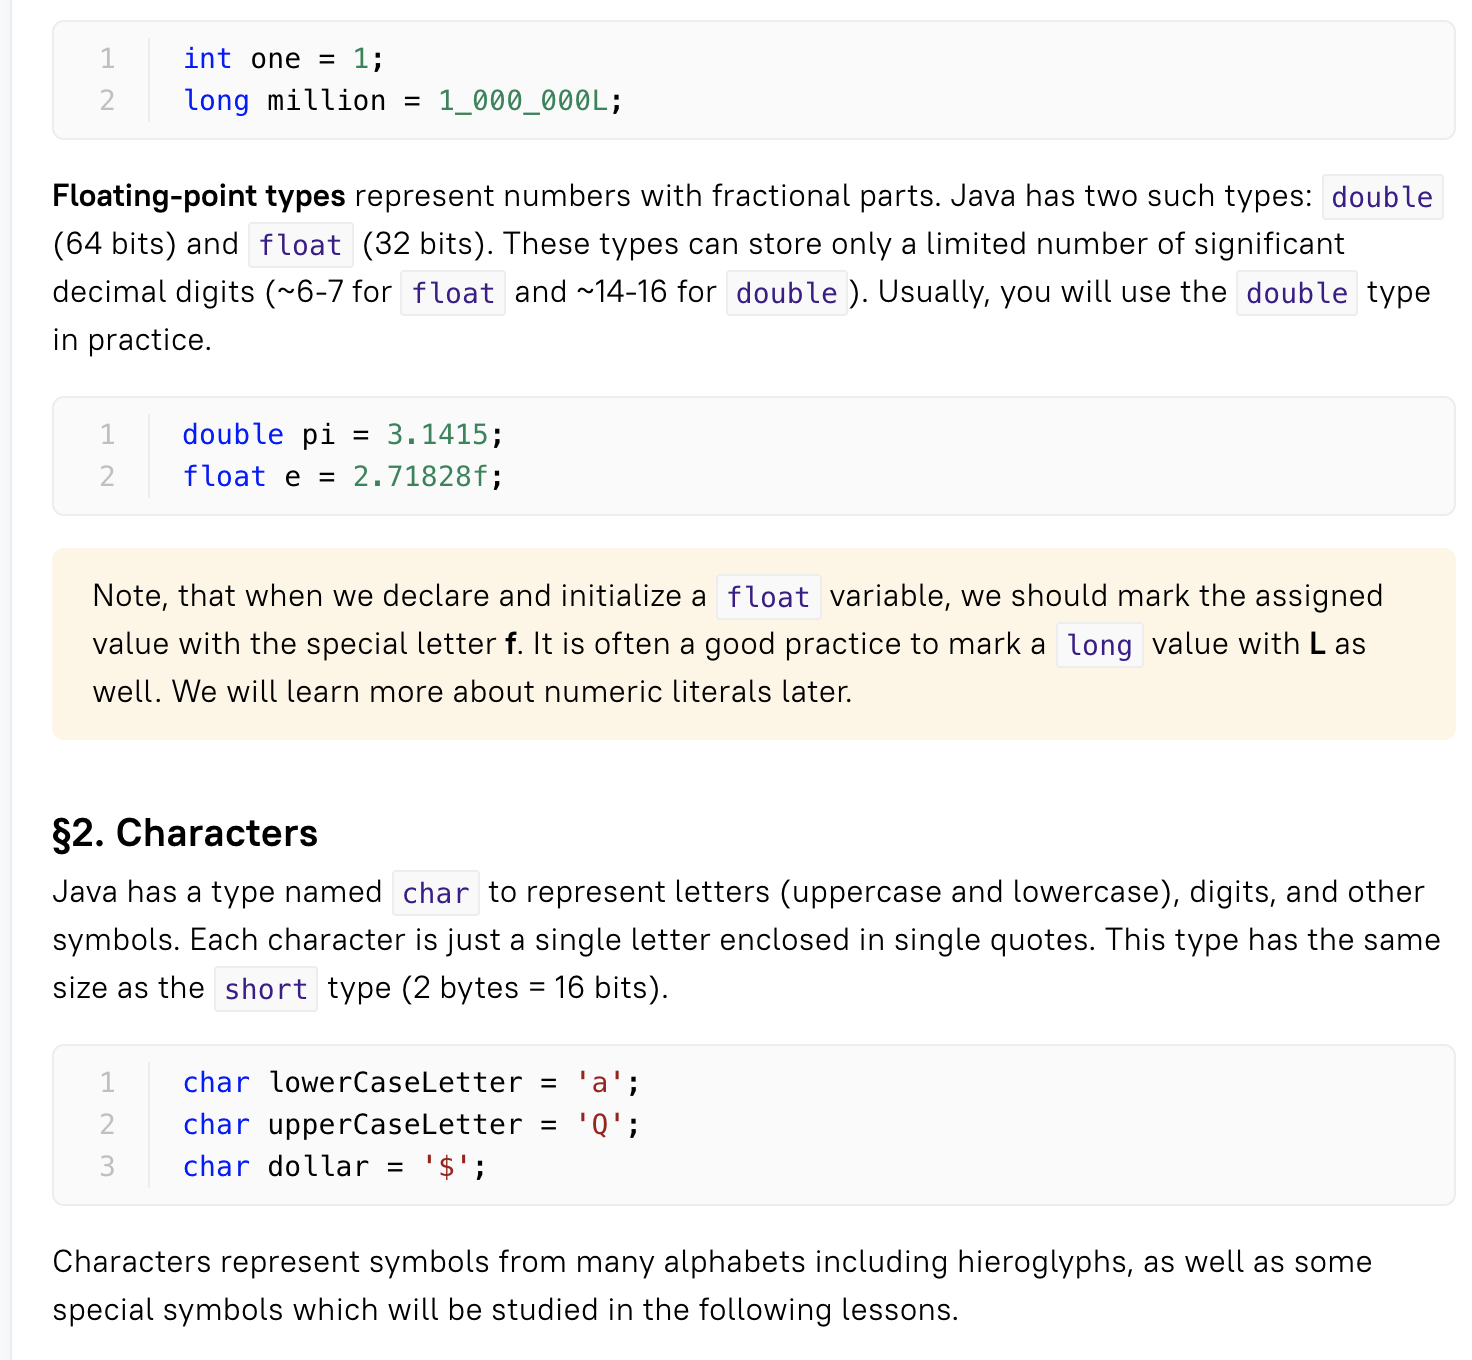 1 int one = 1;
2 long million = 1_000_000L;
Floating-point types represent numbers with fractional parts. Java has two such types: double
(64 bits) and float (32 bits). These types can store only a limited number of significant
decimal digits (~6-7 for float and ~14-16 for double). Usually, you will use the double type
in practice.
1 double pi = 3.1415;
2 float e = 2.71828f;
Note, that when we declare and initialize a float variable, we should mark the assigned
value with the special letter f. It is often a good practice to mark a long value with L as
well. We will learn more about numeric literals later.
§2. Characters
Java has a type named char to represent letters (uppercase and lowercase), digits, and other
symbols. Each character is just a single letter enclosed in single quotes. This type has the same
size as the short type (2 bytes = 16 bits).
1 char lowerCaseLetter = 'a';
2 char upperCaseLetter = 'Q';
3 char dollar = '$';
Characters represent symbols from many alphabets including hieroglyphs, as well as some
special symbols which will be studied in the following lessons.